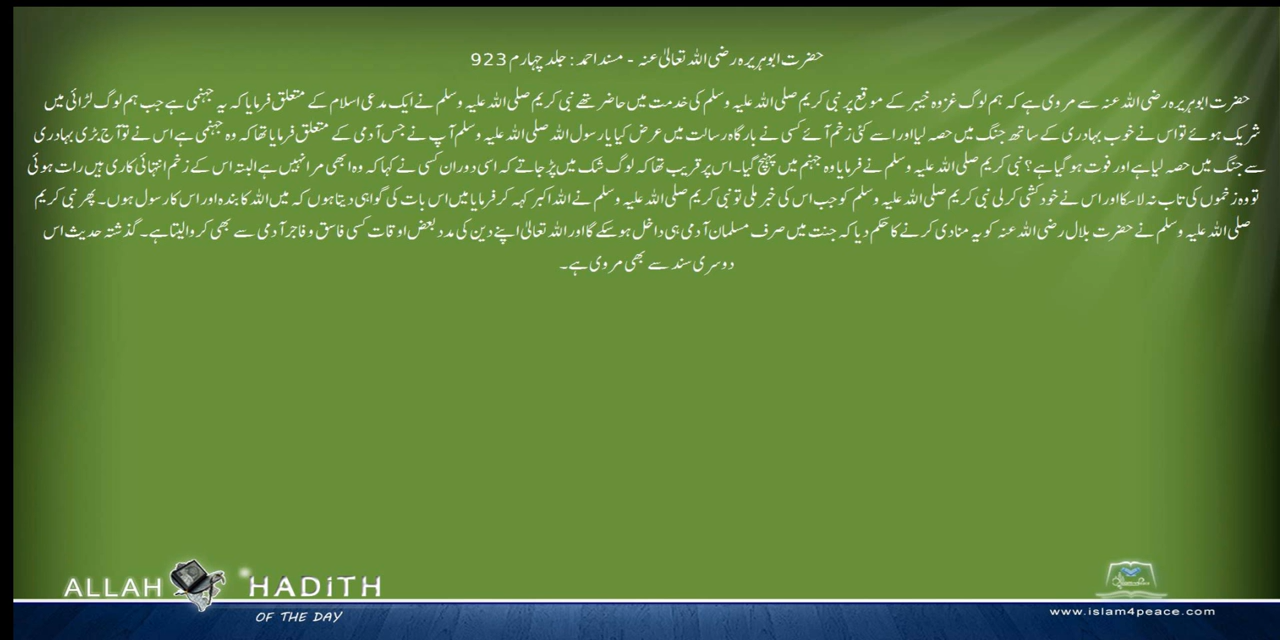 حضرت ابوہریرہ رضی اللہ تعالیٰ عنہ - مسند احمد : جلد چہارم 923
حضرت ابوہریرہ رضی اللہ عنہ سے مروی ہے کہ ہم لوگ غزوہ خیبر کے موقع پر نبی کریم صلی اللہ علیہ وسلم کی خدمت میں حاضر تھے نبی کریم صلی اللہ علیہ وسلم نے ایک مدعی اسلام کے متعلق فرمایا کہ یہ جہنمی ہے جب ہم لوگ لڑائی میں
شریک ہوئے تو اس نے خوب بہادری کے ساتھ جنگ میں حصہ لیا اور اسے کئی زخم آئے کسی نے بارگاہ رسالت میں عرض کیا یا رسول اللہ صلی اللہ علیہ وسلم آپ نے جس آدمی کے متعلق فرمایا تھا کہ وہ جہنمی ہے اس نے تو آج بڑی بہادری
سے جنگ میں حصہ لیا ہے اور فوت ہو گیا ہے؟ نبی کریم صلی اللہ علیہ وسلم نے فرمایا وہ جہنم میں پہنچ گیا۔ اس پر قریب تھا کہ لوگ شک میں پڑ جاتے کہ اسی دوران کسی نے کہا کہ وہ ابھی مرا نہیں ہے البتہ اس کے زخم انتہائی کاری ہیں رات ہوئی
تو وہ زخموں کی تاب نہ لا سکا اور اس نے خودکشی کر لی نبی کریم صلی اللہ علیہ وسلم کو جب اس کی خبر ملی تو نبی کریم صلی اللہ علیہ وسلم نے اللہ اکبر کہہ کر فرمایا میں اس بات کی گواہی دیتا ہوں کہ میں اللہ کا بندہ اور اس کا رسول ہوں۔ پھر نبی کریم
صلی اللہ علیہ وسلم نے حضرت بلال رضی اللہ عنہ کو یہ منادی کرنے کا حکم دیا کہ جنت میں صرف مسلمان آدمی ہی داخل ہو سکے گا اور اللہ تعالیٰ اپنے دین کی مدد بعض اوقات کسی فاسق و فاجر آدمی سے بھی کروا لیتا ہے۔ گذشتہ حدیث اس
دوسری سند سے بھی مروی ہے۔
ALLAH HADiTH
OF THE DAY
www.islam4peace.com